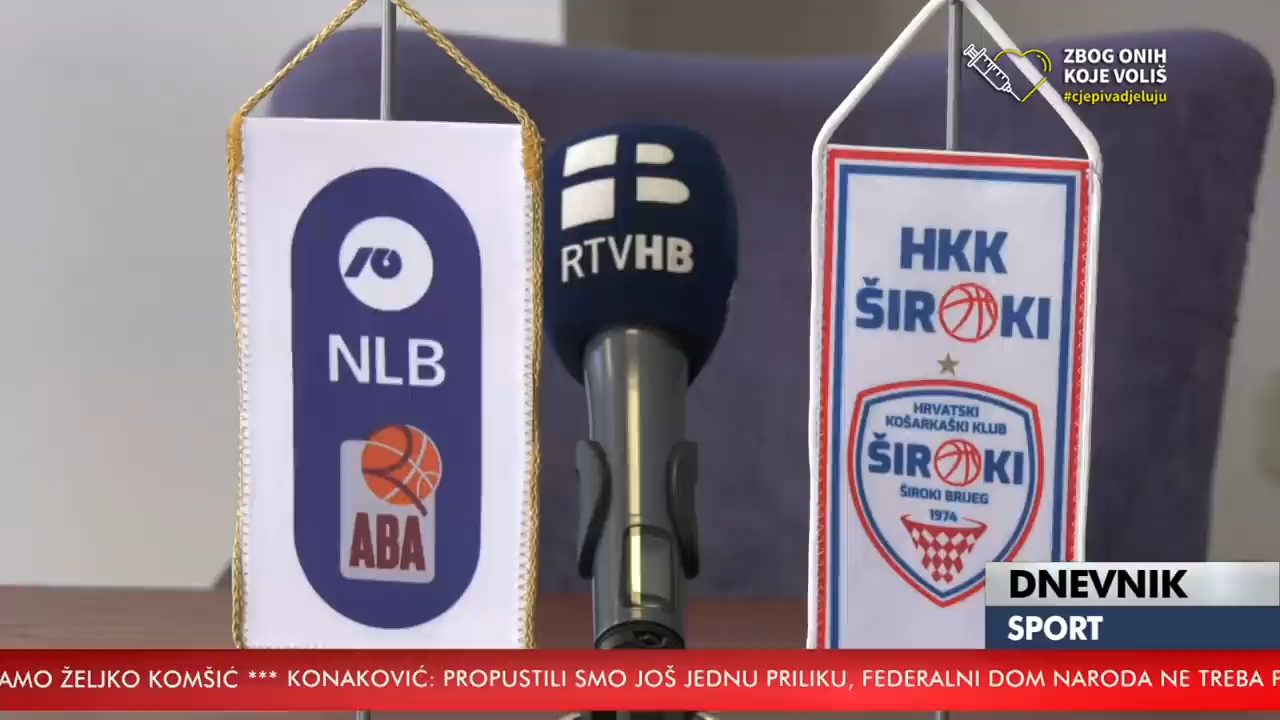 ZBOG ONIH
KOJE VOLIŠ
#cjepivadjeluju
NLB
ABA
RTVHB
HKK
ŠIROKI
HRVATSKI
KOŠARKAŠKI KLUB
ŠIROKI
ŠIROKI BRIJEG
1974
DNEVNIK
SPORT
AMO ŽELJKO KOMŠIĆ *** KONAKOVIĆ: PROPUSTILI SMO JOŠ JEDNU PRILIKU, FEDERALNI DOM NARODA NE TREBA